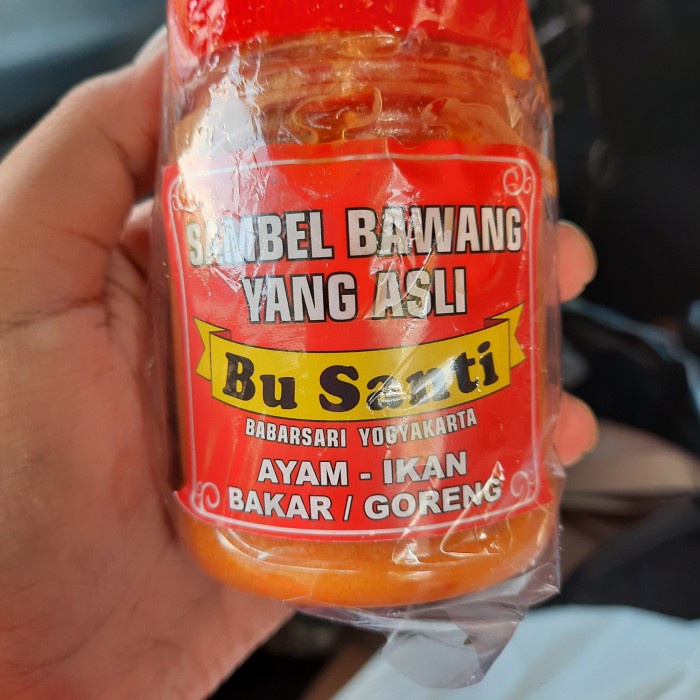 SAMBEL BAWANG
YANG ASLI
Bu Santi
BABARSARI YOGYAKARTA
AYAM - IKAN
BAKAR / GORENG